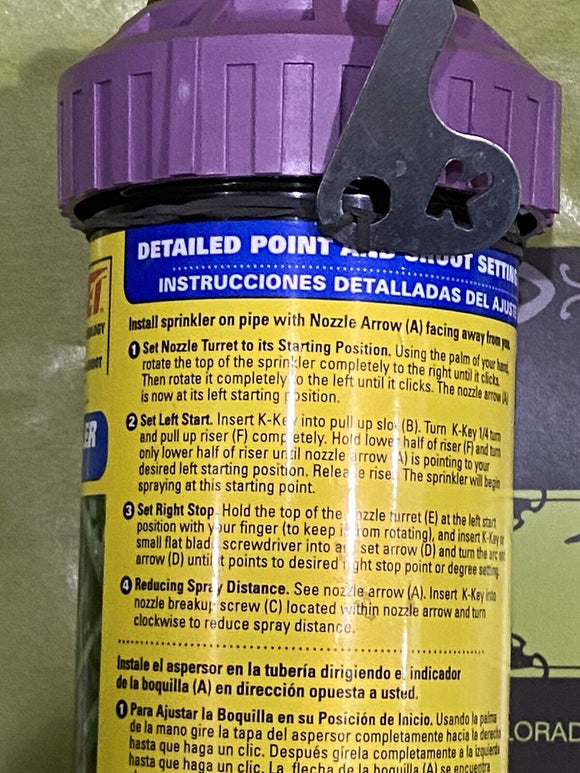 DETAILED POINT AND SHOOT SETTIN
INSTRUCCIONES DETALLADAS DEL AJUST
Install sprinkler on pipe with Nozzle Arrow (A) facing away from you.
1 Set Nozzle Turret to its Starting Position. Using the palm of your hand,
rotate the top of the sprinkler completely to the right until it clicks.
Then rotate it completely to the left until it clicks. The nozzle arrow (A)
is now at its left starting position.
2 Set Left Start. Insert K-Key into pull up slot (B). Turn K-Key 1/4 turn
and pull up riser (F) completely. Hold lower half of riser (F) and turn
only lower half of riser until nozzle arrow (A) is pointing to your
desired left starting position. Release riser. The sprinkler will begin
spraying at this starting point.
3 Set Right Stop. Hold the top of the nozzle turret (E) at the left start
position with your finger (to keep it from rotating), and insert K-Key or
small flat blade screwdriver into arc set arrow (D) and turn the arc set
arrow (D) until it points to desired right stop point or degree setting.
4 Reducing Spray Distance. See nozzle arrow (A). Insert K-Key into
nozzle breakup screw (C) located within nozzle arrow and turn
clockwise to reduce spray distance.
Instale el aspersor en la tubería dirigiendo el indicador
de la boquilla (A) en dirección opuesta a usted.
1 Para Ajustar la Boquilla en su Posición de Inicio. Usando la palma
de la mano gire la tapa del aspersor completamente hacia la derecha
hasta que haga un clic. Después gírela completamente a la izquierda
hasta que haga un clic. La flecha de la boquilla (A) se encuentra
ER
K
LORAD